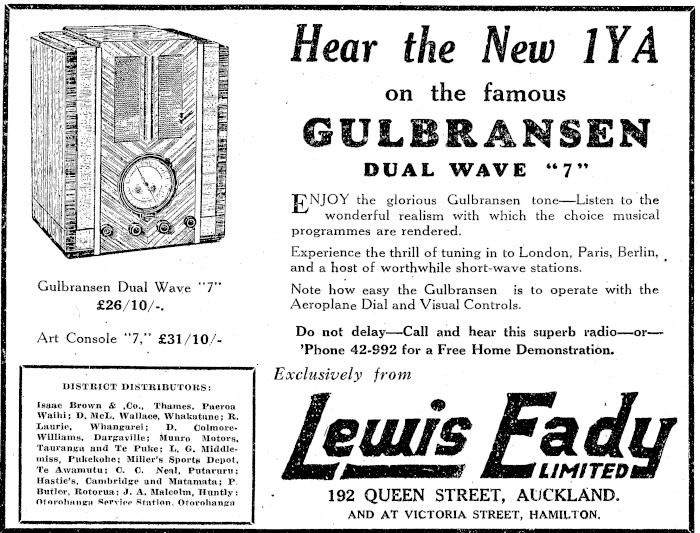 Hear the New 1YA
on the famous
GULBRANSEN
DUAL WAVE "7"
ENJOY the glorious Gulbransen tone—Listen to the
wonderful realism with which the choice musical
programmes are rendered.
Experience the thrill of tuning in to London, Paris, Berlin,
and a host of worthwhile short-wave stations.
Note how easy the Gulbransen is to operate with the
Aeroplane Dial and Visual Controls.
Do not delay—Call and hear this superb radio—or—
'Phone 42-992 for a Free Home Demonstration.
Gulbransen Dual Wave "7"
£26/10/-.
Art Console "7," £31/10/-
DISTRICT DISTRIBUTORS:
Isaac Brown & Co., Thames, Paeroa
Waihi; D. McL. Wallace, Whakatane; R.
Laurie, Whangarei; D. Colmore-
Williams, Dargaville; Munro Motors,
Tauranga and Te Puke; L. G. Middle-
miss, Pukekohe; Miller's Sports Depot,
Te Awamutu; C. C. Neal, Putaruru;
Hastie's, Cambridge and Matamata; P.
Butler, Rotorua; J. A. Malcolm, Huntly;
Otorohanga Service Station, Otorohanga
Exclusively from
Lewis Eady
LIMITED
192 QUEEN STREET, AUCKLAND.
AND AT VICTORIA STREET, HAMILTON.